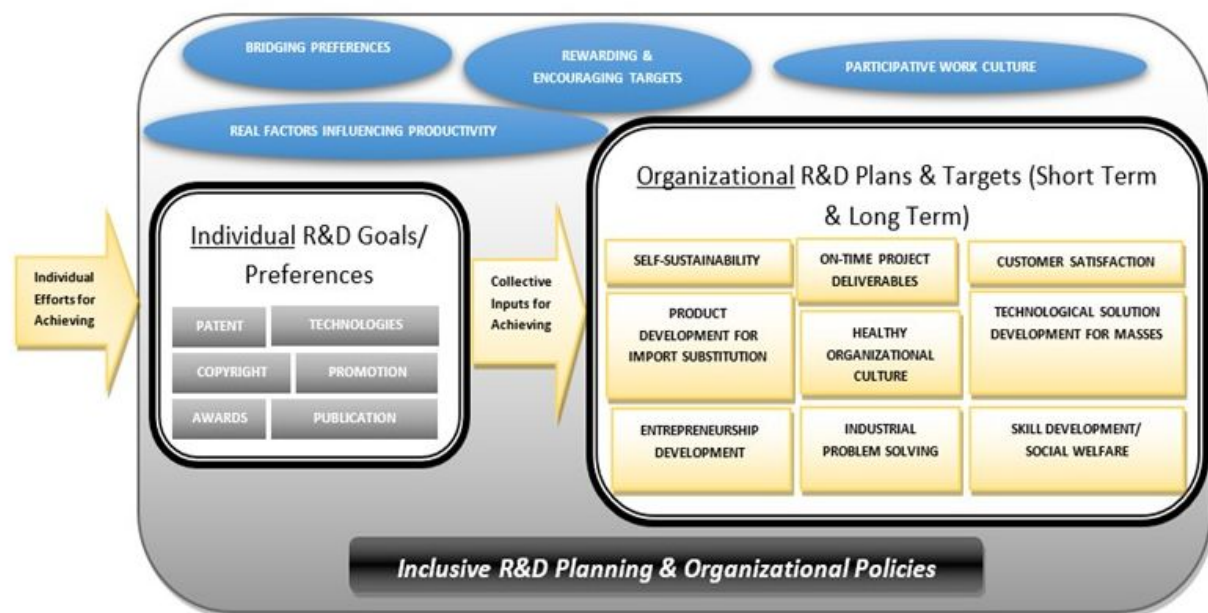 BRIDGING PREFERENCES
REWARDING &
ENCOURAGING TARGETS
PARTICIPATIVE WORK CULTURE
REAL FACTORS INFLUENCING PRODUCTIVITY
Individual
Efforts for
Achieving
Individual R&D Goals/
Preferences
PATENT
TECHNOLOGIES
COPYRIGHT
PROMOTION
AWARDS
PUBLICATION
Collective
Inputs for
Achieving
Organizational R&D Plans & Targets (Short Term
& Long Term)
SELF-SUSTAINABILITY
ON-TIME PROJECT
DELIVERABLES
CUSTOMER SATISFACTION
PRODUCT
DEVELOPMENT FOR
IMPORT SUBSTITUTION
HEALTHY
ORGANIZATIONAL
CULTURE
TECHNOLOGICAL SOLUTION
DEVELOPMENT FOR MASSES
ENTREPRENEURSHIP
DEVELOPMENT
INDUSTRIAL
PROBLEM SOLVING
SKILL DEVELOPMENT/
SOCIAL WELFARE
Inclusive R&D Planning & Organizational Policies